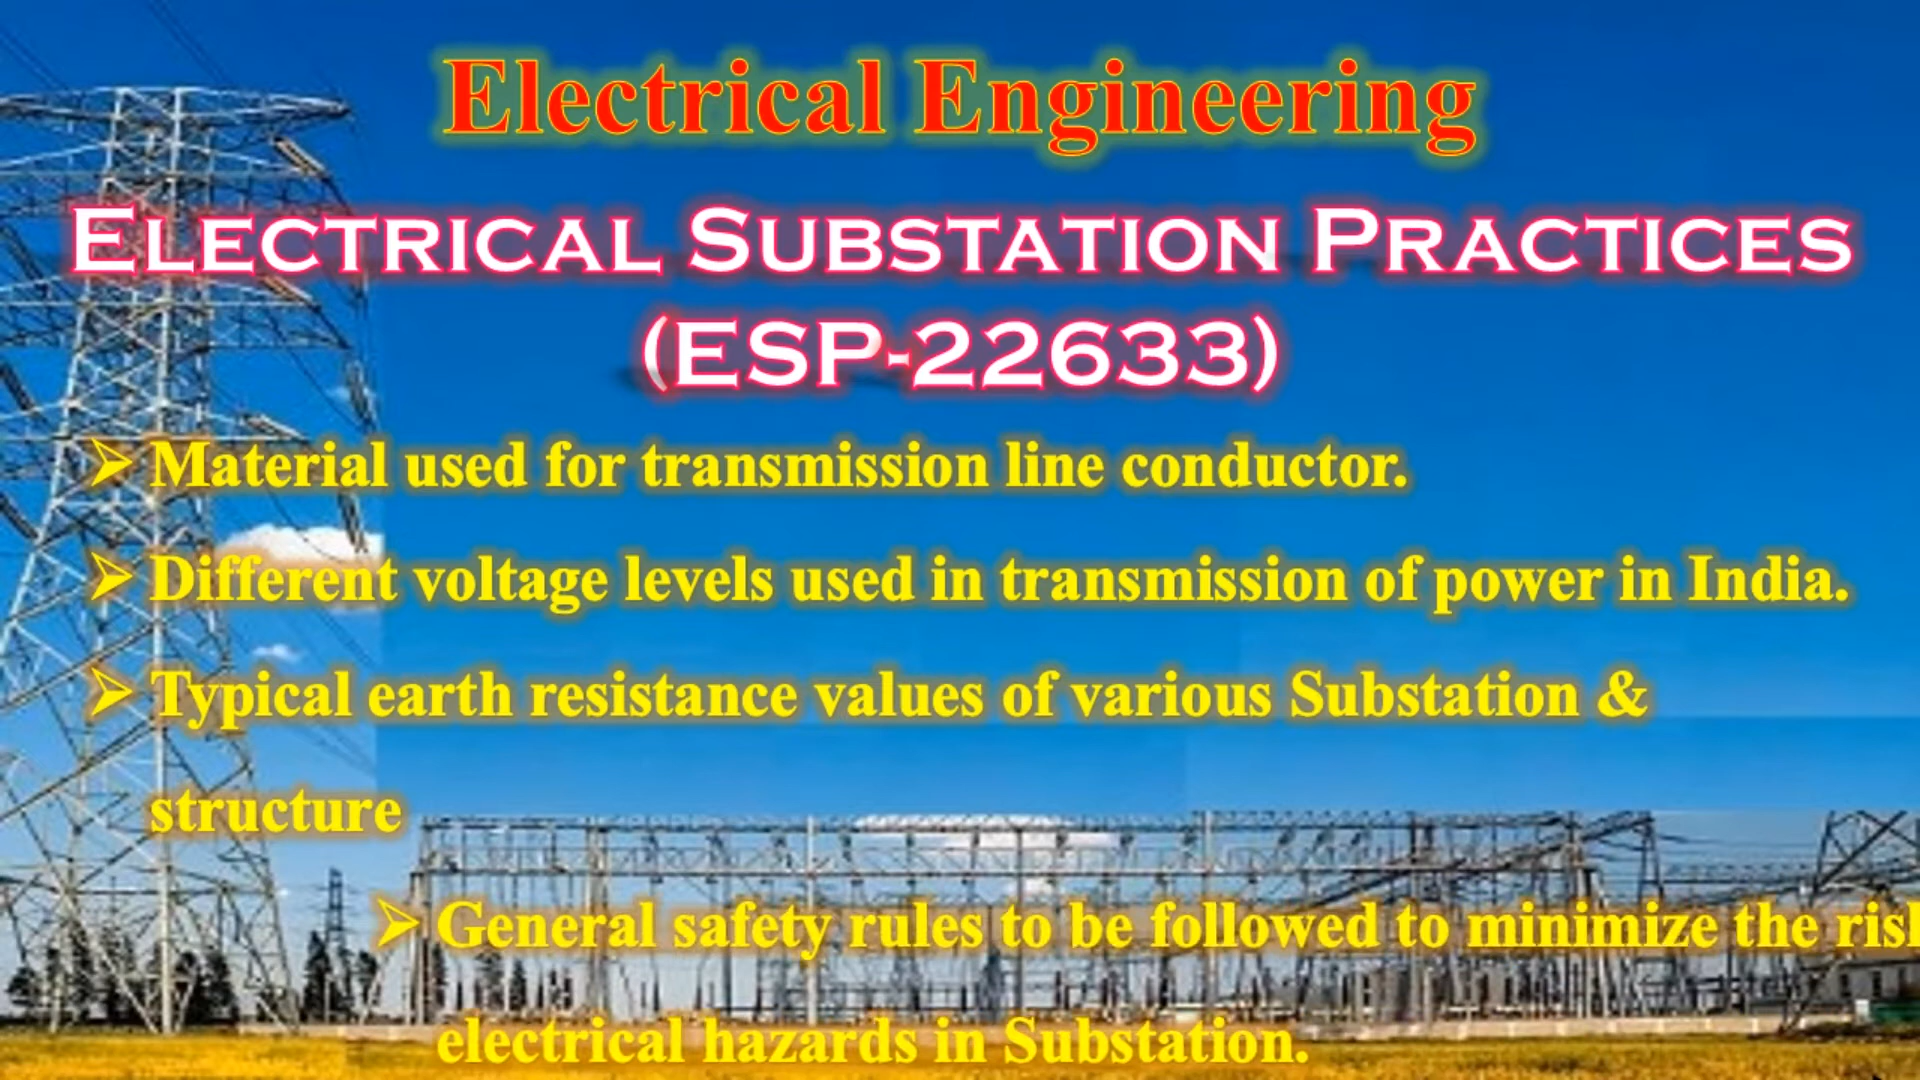 Electrical Engineering
Electrical Substation Practices
(ESP-22633)
➢ Material used for transmission line conductor.
➢ Different voltage levels used in transmission of power in India.
➢ Typical earth resistance values of various Substation &
structure
➢ General safety rules to be followed to minimize the
electrical hazards in Substation.